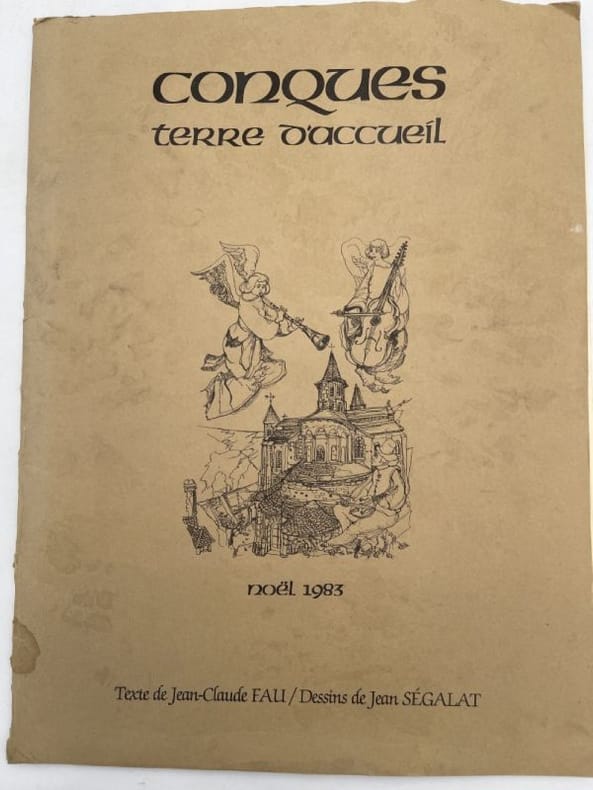 CONQUES
terre d'accueil
noël 1983
Texte de Jean-Claude FAU / Dessins de Jean SÉGALAT